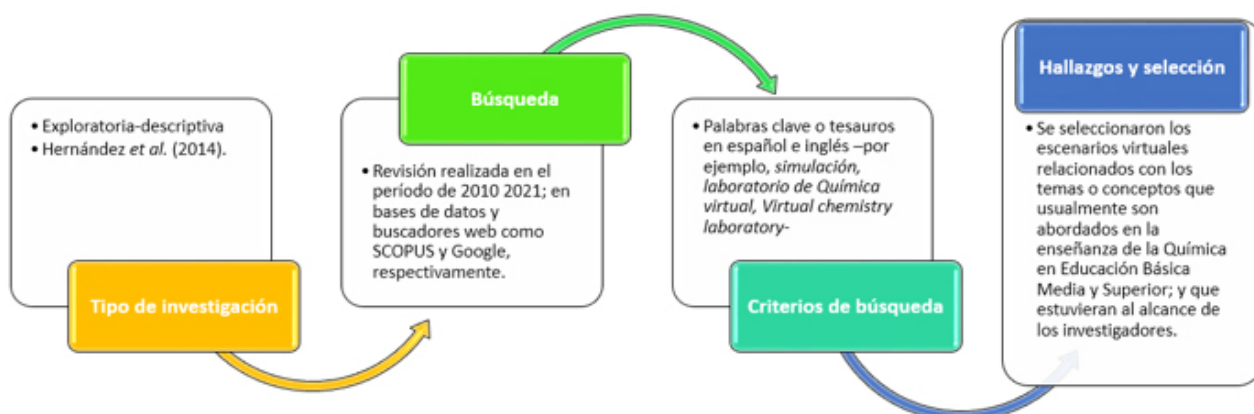 • Exploratoria-descriptiva
• Hernández et al. (2014).
Tipo de investigación
Búsqueda
• Revisión realizada en el
período de 2010 2021; en
bases de datos y
buscadores web como
SCOPUS y Google,
respectivamente.
• Palabras clave o tesauros
en español e inglés –por
ejemplo, simulación,
laboratorio de Química
virtual, Virtual chemistry
laboratory-
Criterios de búsqueda
Hallazgos y selección
• Se seleccionaron los
escenarios virtuales
relacionados con los
temas o conceptos que
usualmente son
abordados en la
enseñanza de la Química
en Educación Básica
Media y Superior; y que
estuvieran al alcance de
los investigadores.